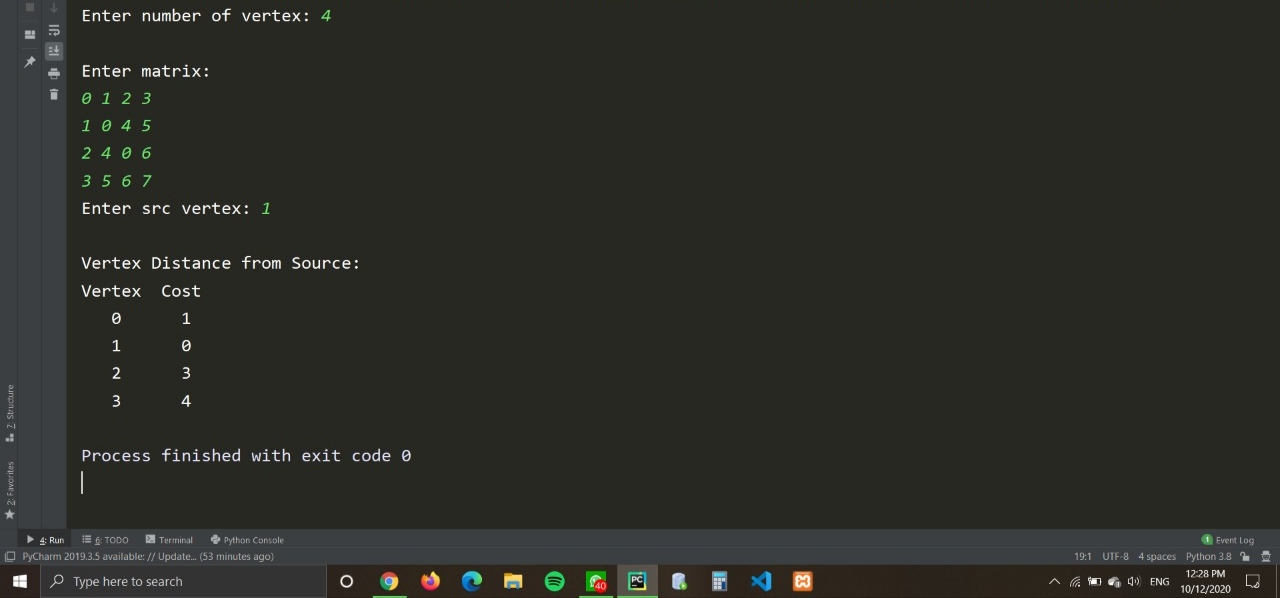 Enter number of vertex: 4
Enter matrix:
0 1 2 3
1 0 4 5
2 4 0 6
3 5 6 7
Enter src vertex: 1
Vertex Distance from Source:
Vertex Cost
0 1
1 0
2 3
3 4
Process finished with exit code 0
7: Structure
2: Favorites
4: Run 6: TODO Terminal Python Console 1 Event Log
PyCharm 2019.3.5 available: // Update... (53 minutes ago) 19:1 UTF-8 4 spaces Python 3.8
Type here to search 40 PC ENG 12:28 PM
10/12/2020